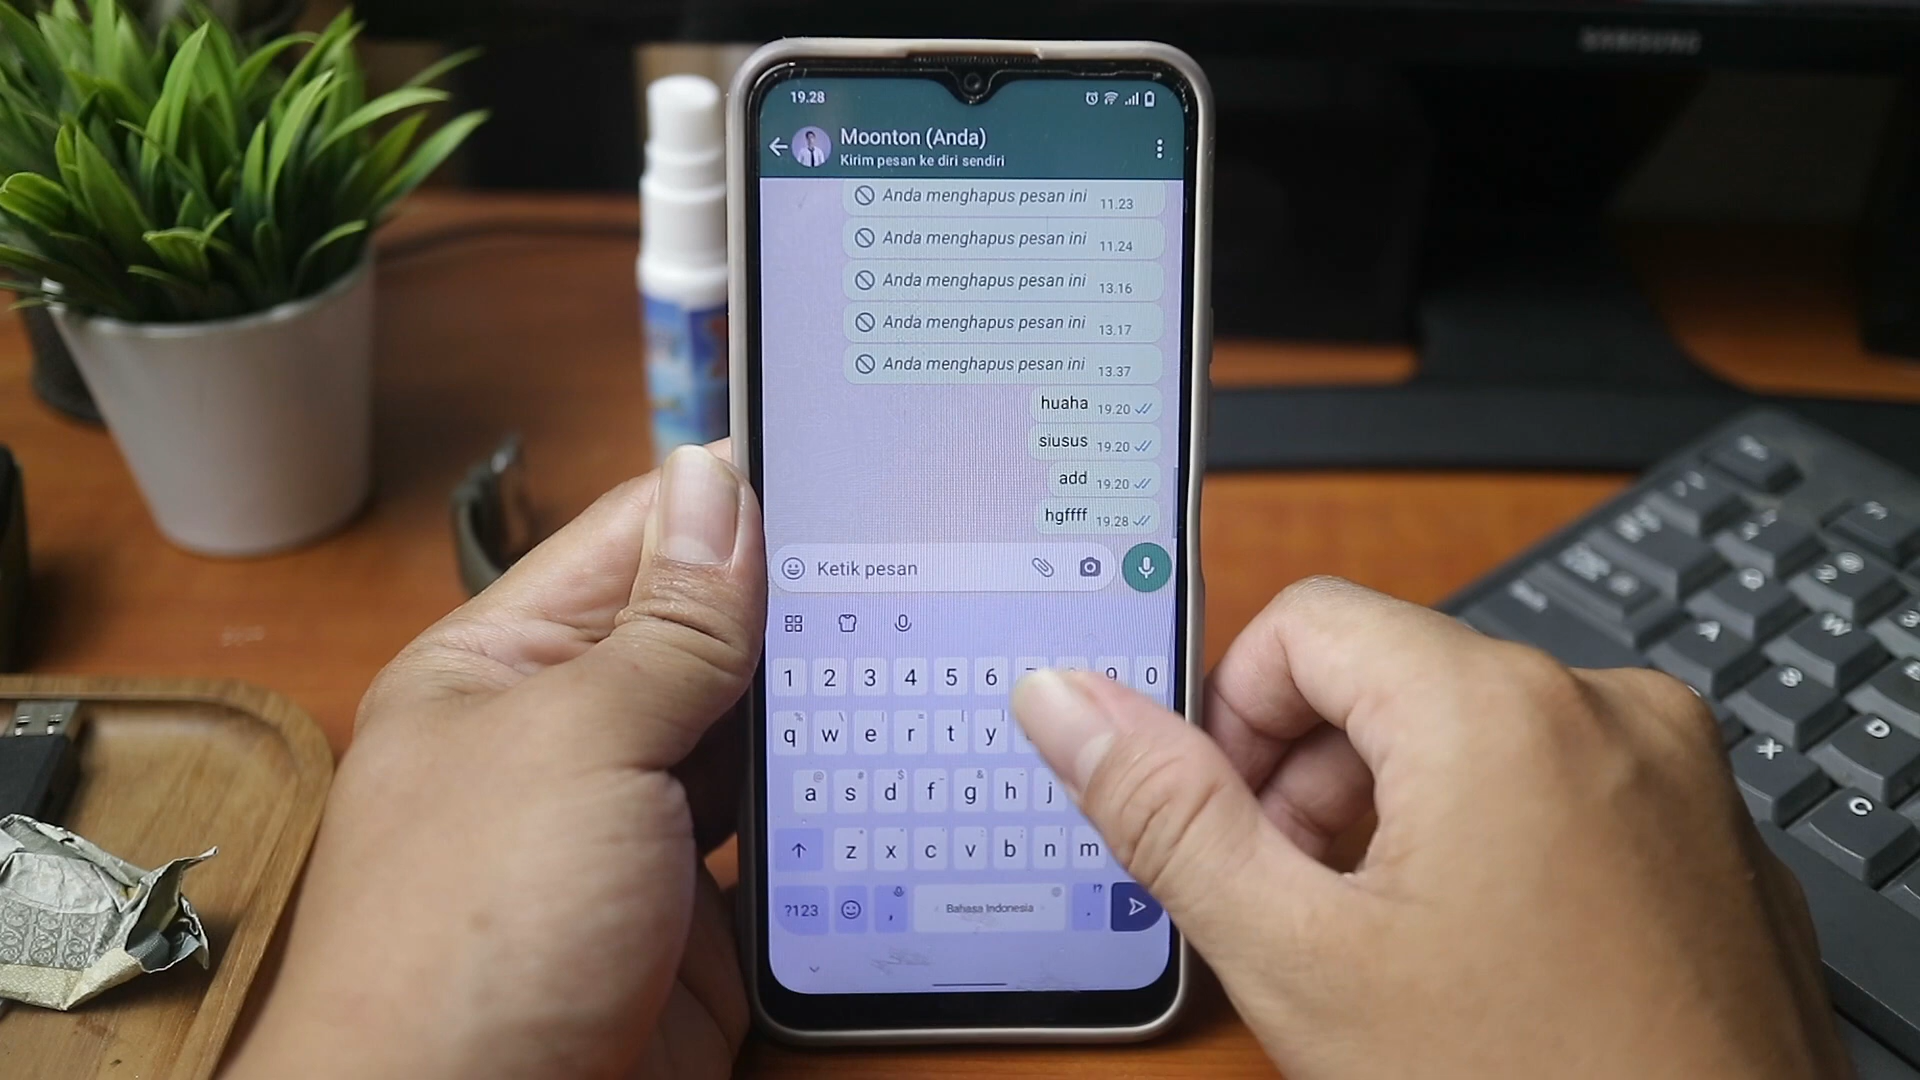 SAMSUNG
19.28
Moonton (Anda)
Kirim pesan ke diri sendiri
Anda menghapus pesan ini 11.23
Anda menghapus pesan ini 11.24
Anda menghapus pesan ini 13.16
Anda menghapus pesan ini 13.17
Anda menghapus pesan ini 13.37
huaha 19.20
siusus 19.20
add 19.20
hgffff 19.28
Ketik pesan
1 2 3 4 5 6 7 9 0
q w e r t y
a s d f g h j
z x c v b n m
?123 , Bahasa Indonesia . !?
A W S D X C